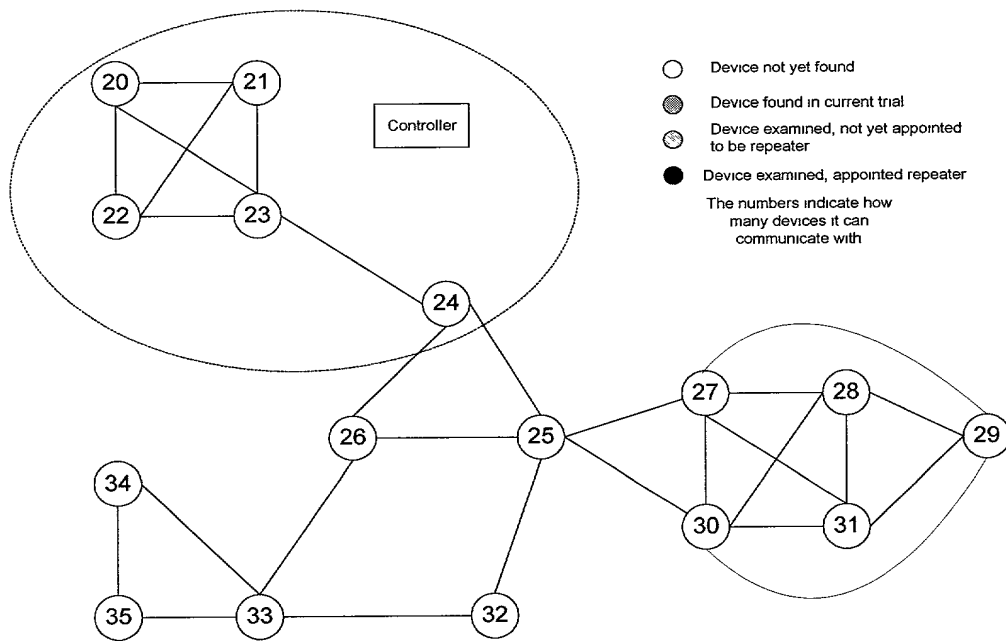 20
21
Controller
22
23
24
Device not yet found
Device found in current trial
Device examined, not yet appointed
to be repeater
Device examined, appointed repeater
The numbers indicate how
many devices it can
communicate with
27
28
29
26
25
34
30
31
35
33
32